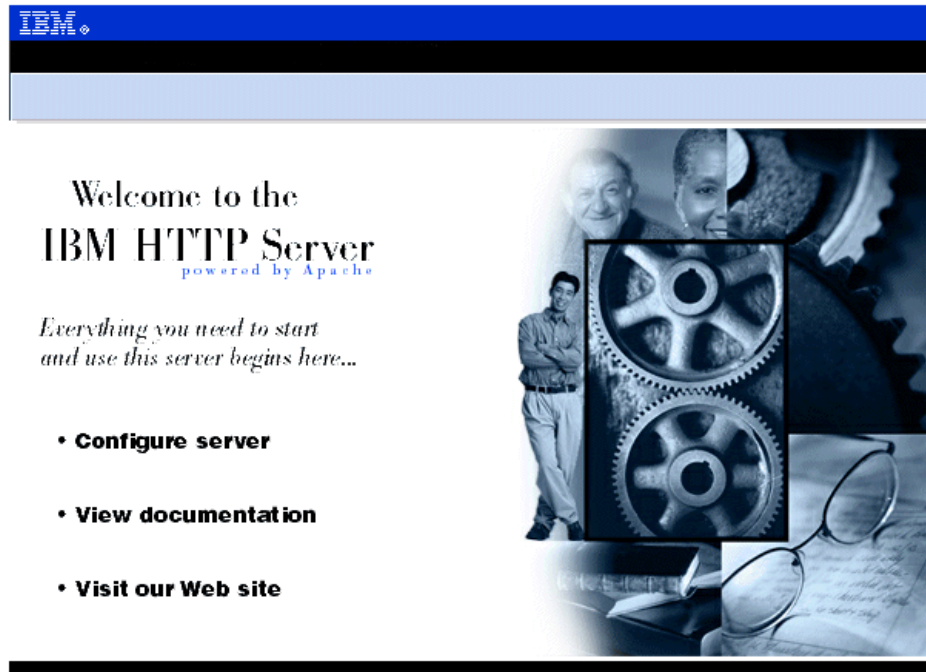 IBM®
Welcome to the
IBM HTTP Server
powered by Apache
Everything you need to start
and use this server begins here...
• Configure server
• View documentation
• Visit our Web site